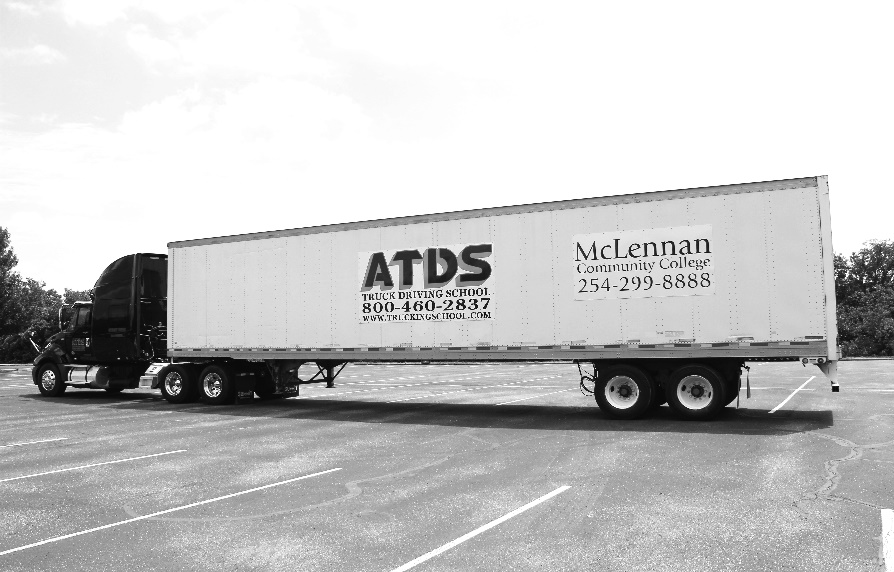 ATDS
TRUCK DRIVING SCHOOL
800-460-2837
WWW.TRUCKINGSCHOOL.COM
McLennan
Community College
254-299-8888